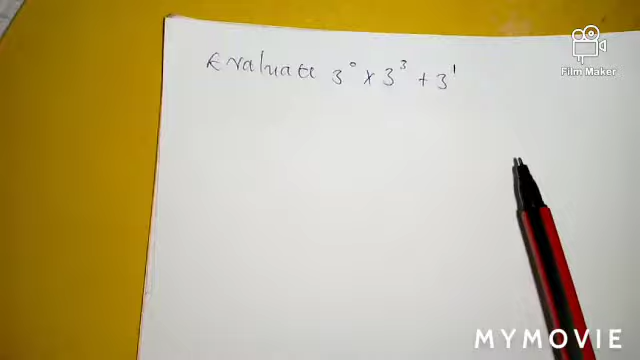 Evaluate 3⁰ x 3³ + 3¹
Film Maker
MYMOVIE